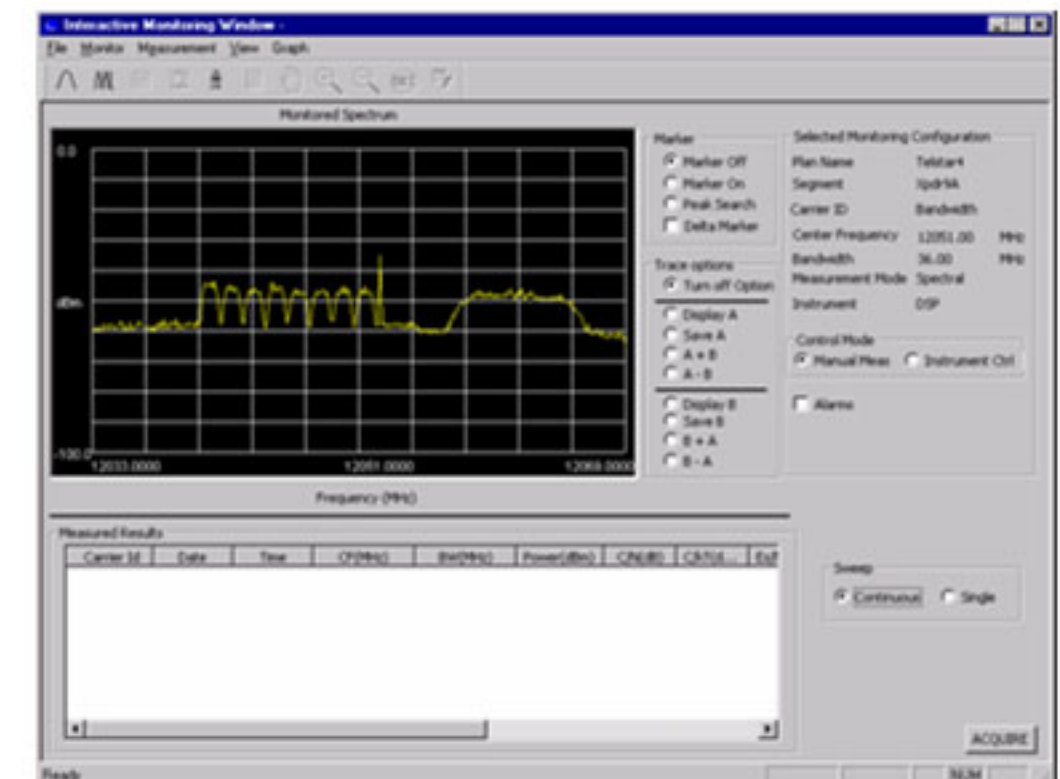 Interactive Monitoring Window -
File Monitor Measurement View Graph
Monitored Spectrum
0.0
dBm
-100.0
12033.0000 12051.0000 12069.0000
Frequency (MHz)
Marker
Marker Off
Marker On
Peak Search
Delta Marker
Trace options
Turn off Option
Display A
Save A
A + B
A - B
Display B
Save B
B + A
B - A
Selected Monitoring Configuration
Plan Name Telstar4
Segment
Carrier ID Bandwidth
Center Frequency 12051.00 MHz
Bandwidth 36.00 MHz
Measurement Mode Spectral
Instrument DSP
Control Mode
Manual Meas Instrument Ctrl
Alarms
Measured Results
Carrier Id Date Time CF(MHz) BW(MHz) Power(dBm) C/N(dB)
Sweep
Continuous Single
ACQUIRE
Ready NUM